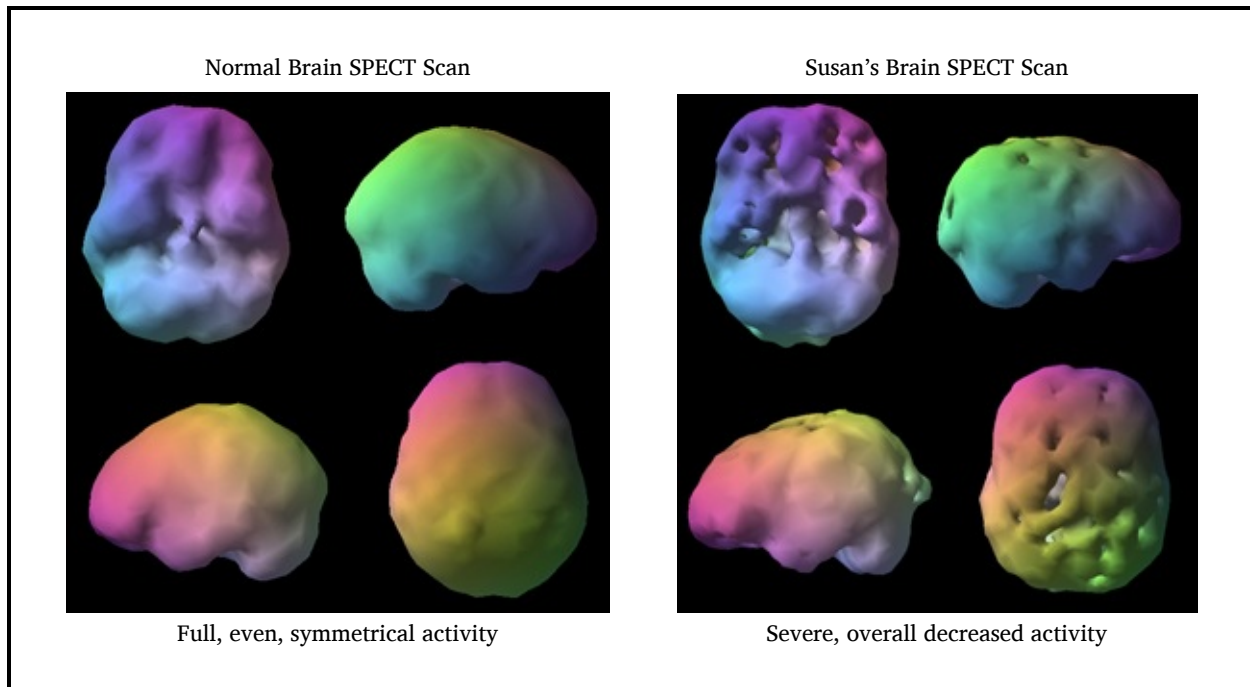 Normal Brain SPECT Scan
Susan’s Brain SPECT Scan
Full, even, symmetrical activity
Severe, overall decreased activity